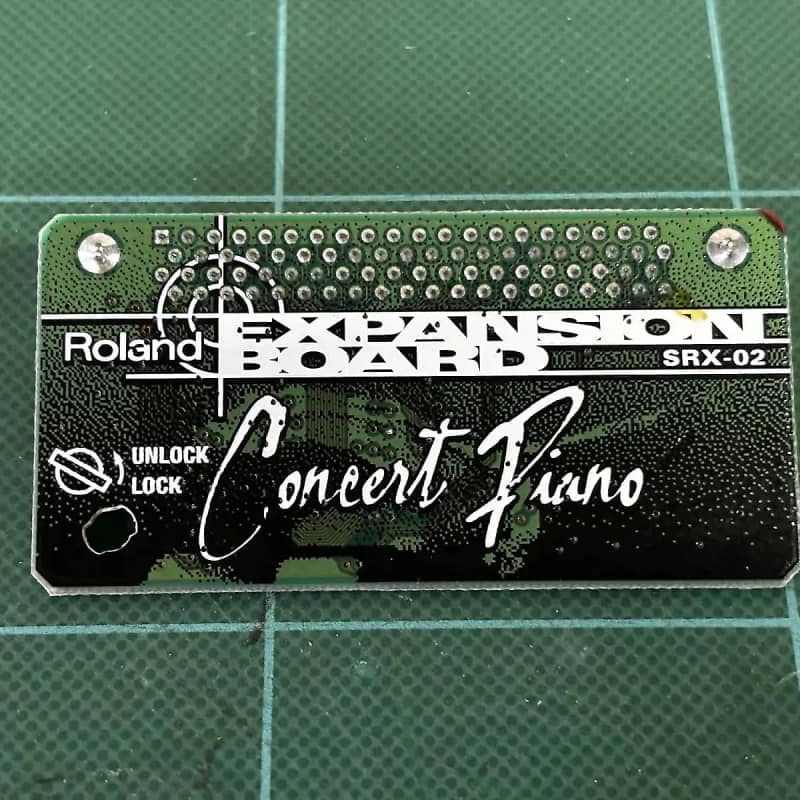 Roland
EXPANSION
BOARD
SRX-02
UNLOCK
LOCK
Concert Piano